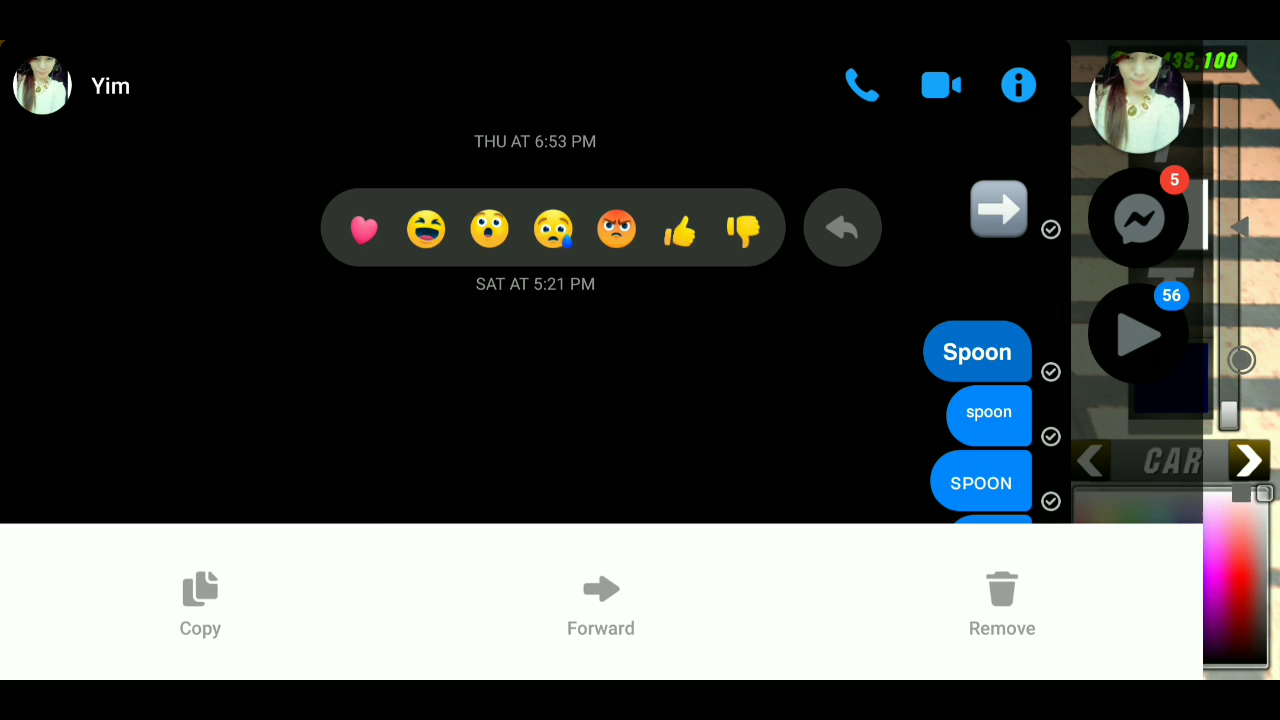 Yim
435,100
THU AT 6:53 PM
5
SAT AT 5:21 PM
56
Spoon
spoon
SPOON
CAR
Copy
Forward
Remove